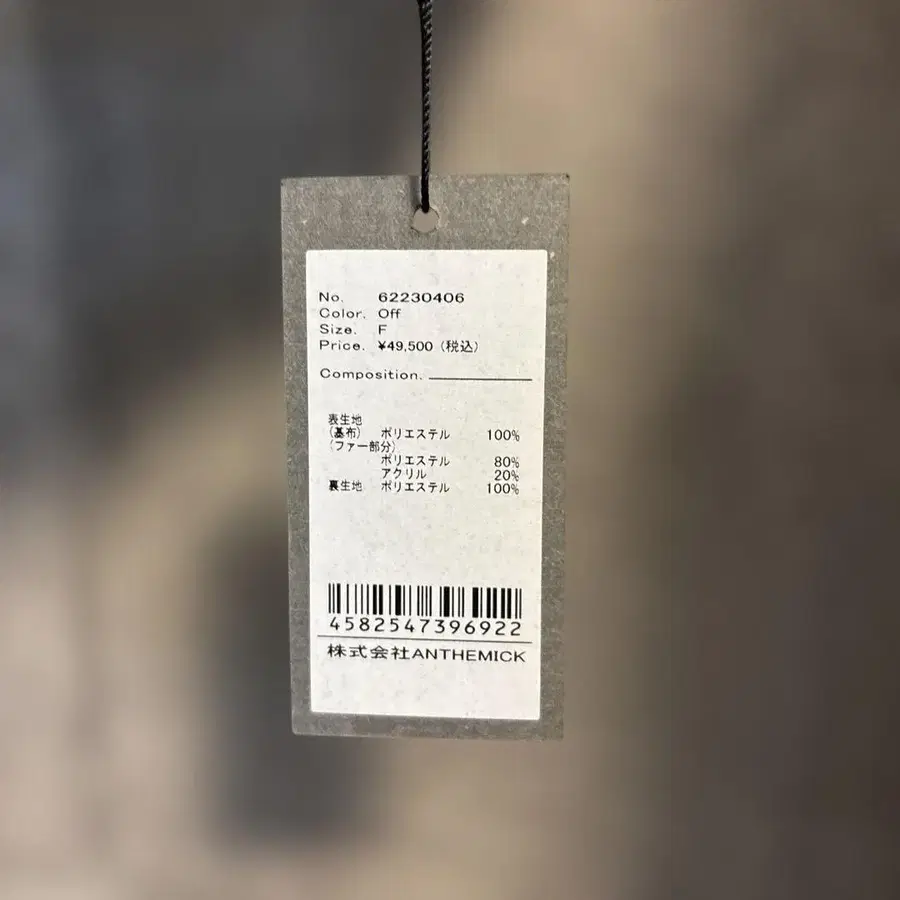 No. 62230406
Color. Off
Size. F
Price. ¥49,500 (税込)
Composition.
表生地
(基布) ポリエステル 100%
(ファー部分)
ポリエステル 80%
アクリル 20%
裏生地 ポリエステル 100%
4582547396922
株式会社ANTHEMICK